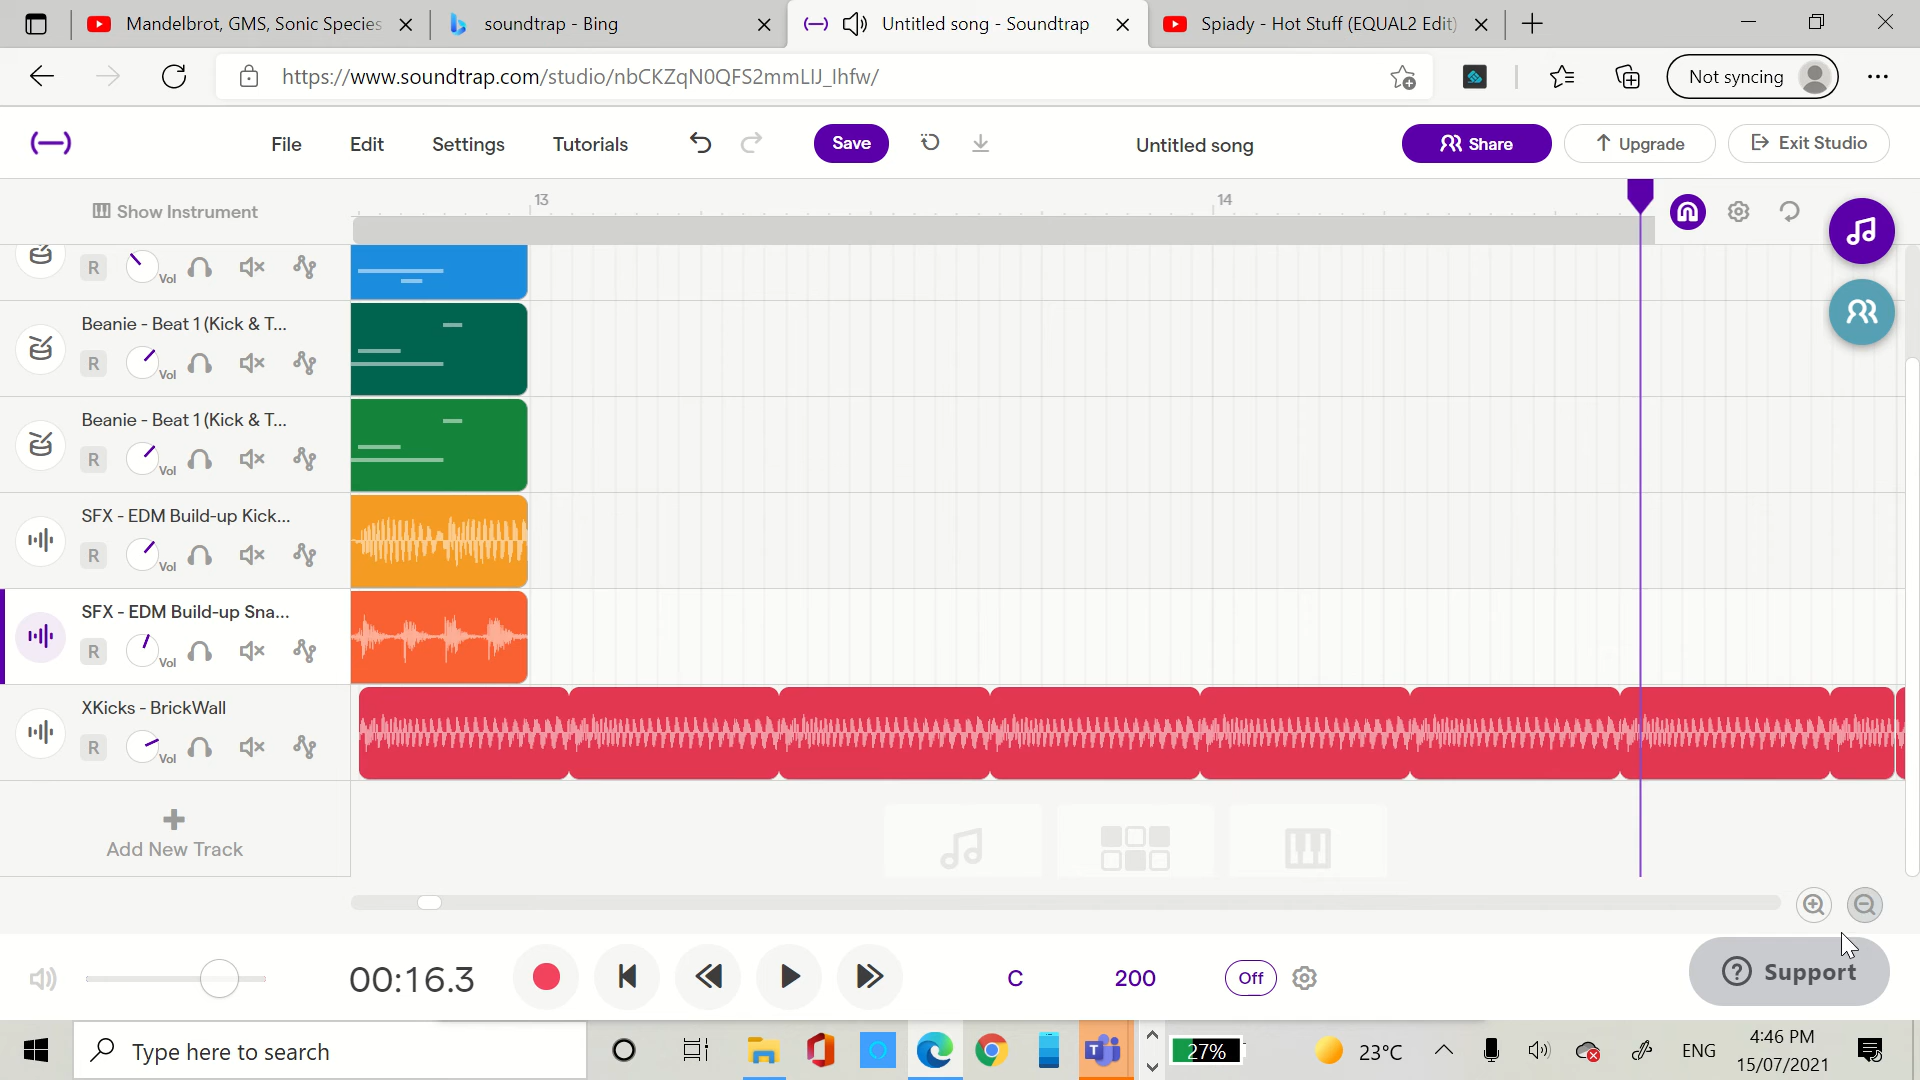 Mandelbrot, GMS, Sonic Species
soundtrap - Bing
Untitled song - Soundtrap
Spiady - Hot Stuff (EQUAL2 Edit)
https://www.soundtrap.com/studio/nbCKZqN0QFS2mmLIJ_lhfw/
Not syncing
File
Edit
Settings
Tutorials
Save
Untitled song
Share
Upgrade
Exit Studio
Show Instrument
13
14
R
Vol
Beanie - Beat 1 (Kick & T...
R
Vol
Beanie - Beat 1 (Kick & T...
R
Vol
SFX - EDM Build-up Kick...
R
Vol
SFX - EDM Build-up Sna...
R
Vol
XKicks - BrickWall
R
Vol
Add New Track
00:16.3
C
200
Off
Support
Type here to search
27%
23°C
ENG
4:46 PM
15/07/2021